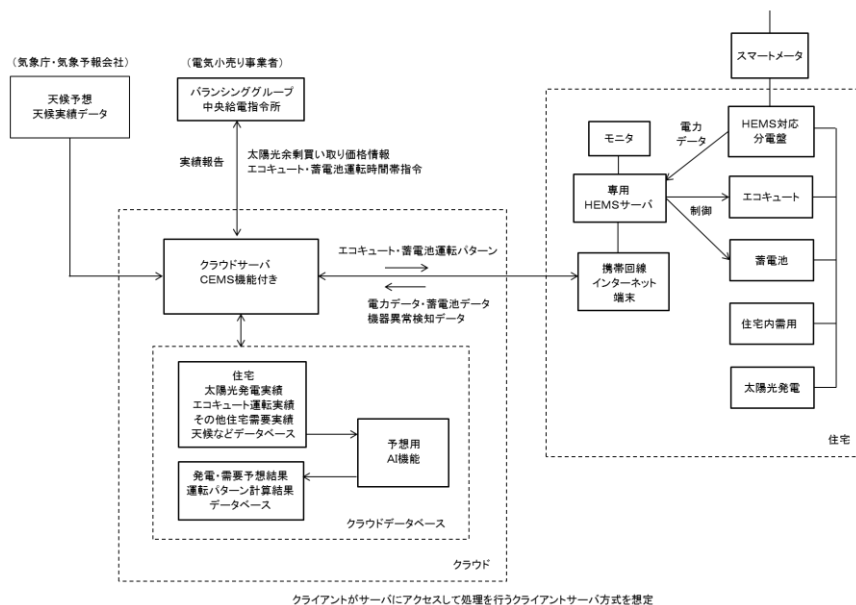 (気象庁・気象予報会社)
天候予想
天候実績データ
(電気小売り事業者)
バランシンググループ
中央給電指令所
実績報告
太陽光余剰買い取り価格情報
エコキュート・蓄電池運転時間帯指令
クラウドサーバ
CEMS機能付き
エコキュート・蓄電池運転パターン
電力データ・蓄電池データ
機器異常検知データ
住宅
太陽光発電実績
エコキュート運転実績
その他住宅需要実績
天候などデータベース
予想用
AI機能
発電・需要予想結果
運転パターン計算結果
データベース
クラウドデータベース
クラウド
スマートメータ
HEMS対応
分電盤
電力
データ
モニタ
専用
HEMSサーバ
制御
エコキュート
蓄電池
携帯回線
インターネット
端末
住宅内需用
太陽光発電
住宅
クライアントがサーバにアクセスして処理を行うクライアントサーバ方式を想定